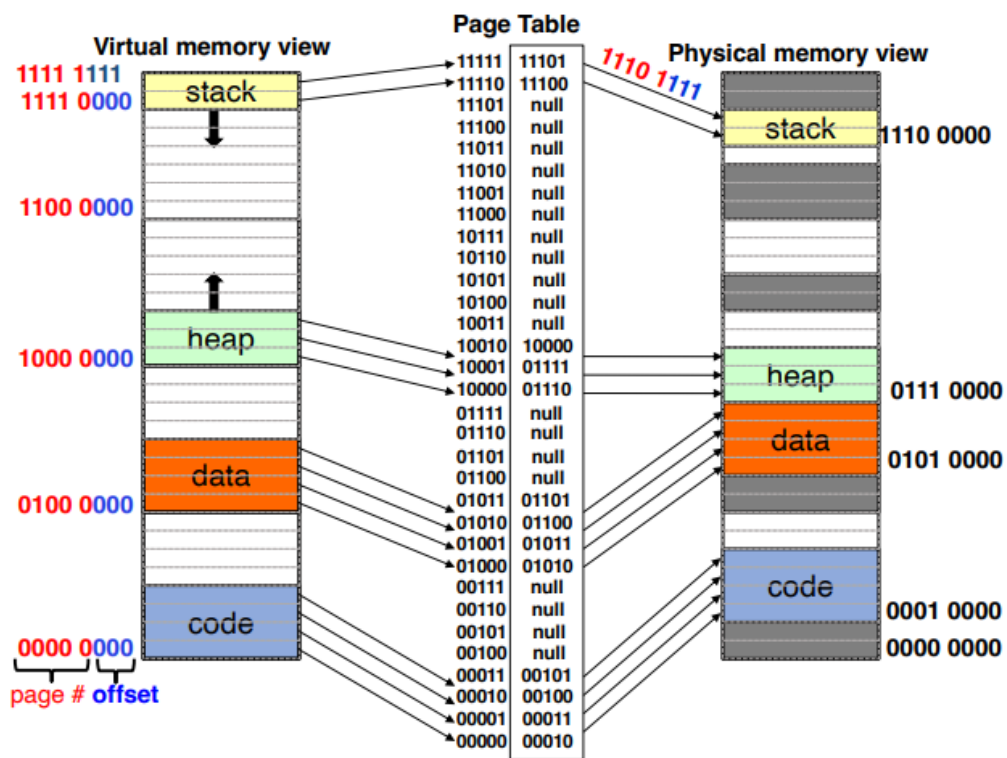 Page Table
Virtual memory view
Physical memory view
1111 1111
1111 0000
stack
1100 0000
heap
1000 0000
data
0100 0000
code
0000 0000
page # offset
11111 11101
11110 11100
11101 null
11100 null
11011 null
11010 null
11001 null
11000 null
10111 null
10110 null
10101 null
10100 null
10011 null
10010 10000
10001 01111
10000 01110
01111 null
01110 null
01101 null
01100 null
01011 01101
01010 01100
01001 01011
01000 01010
00111 null
00110 null
00101 null
00100 null
00011 00101
00010 00100
00001 00011
00000 00010
1110 1111
stack
1110 0000
heap
0111 0000
data
0101 0000
code
0001 0000
0000 0000